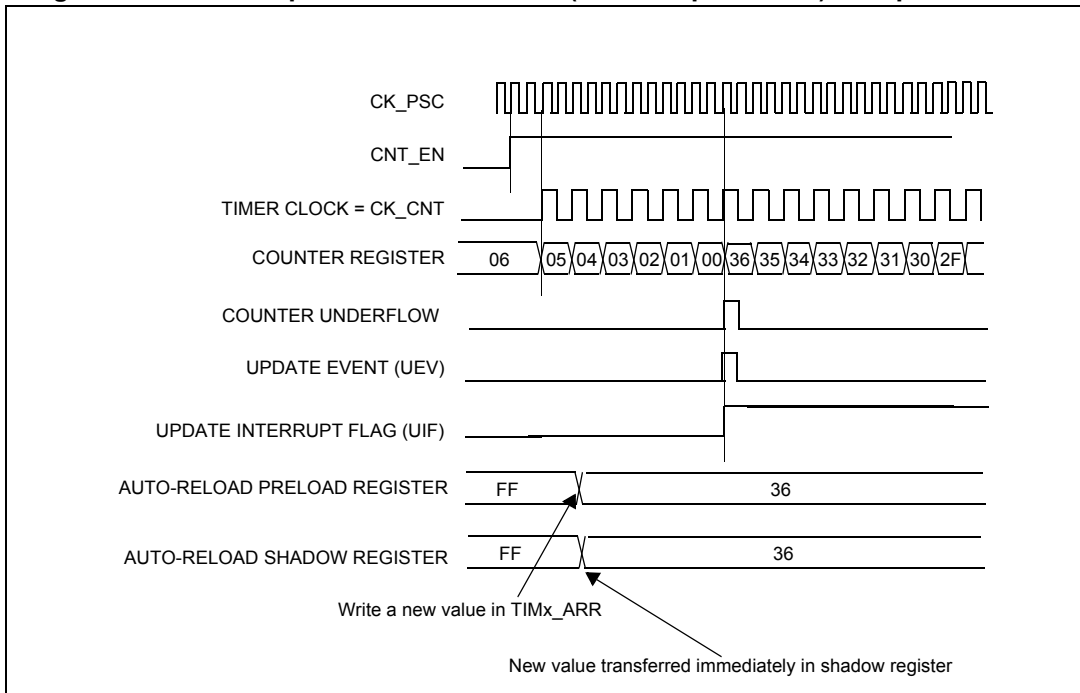 CK_PSC
CNT_EN
TIMER CLOCK = CK_CNT
COUNTER REGISTER 06 05 04 03 02 01 00 36 35 34 33 32 31 30 2F
COUNTER UNDERFLOW
UPDATE EVENT (UEV)
UPDATE INTERRUPT FLAG (UIF)
AUTO-RELOAD PRELOAD REGISTER FF 36
AUTO-RELOAD SHADOW REGISTER FF 36
Write a new value in TIMx_ARR
New value transferred immediately in shadow register